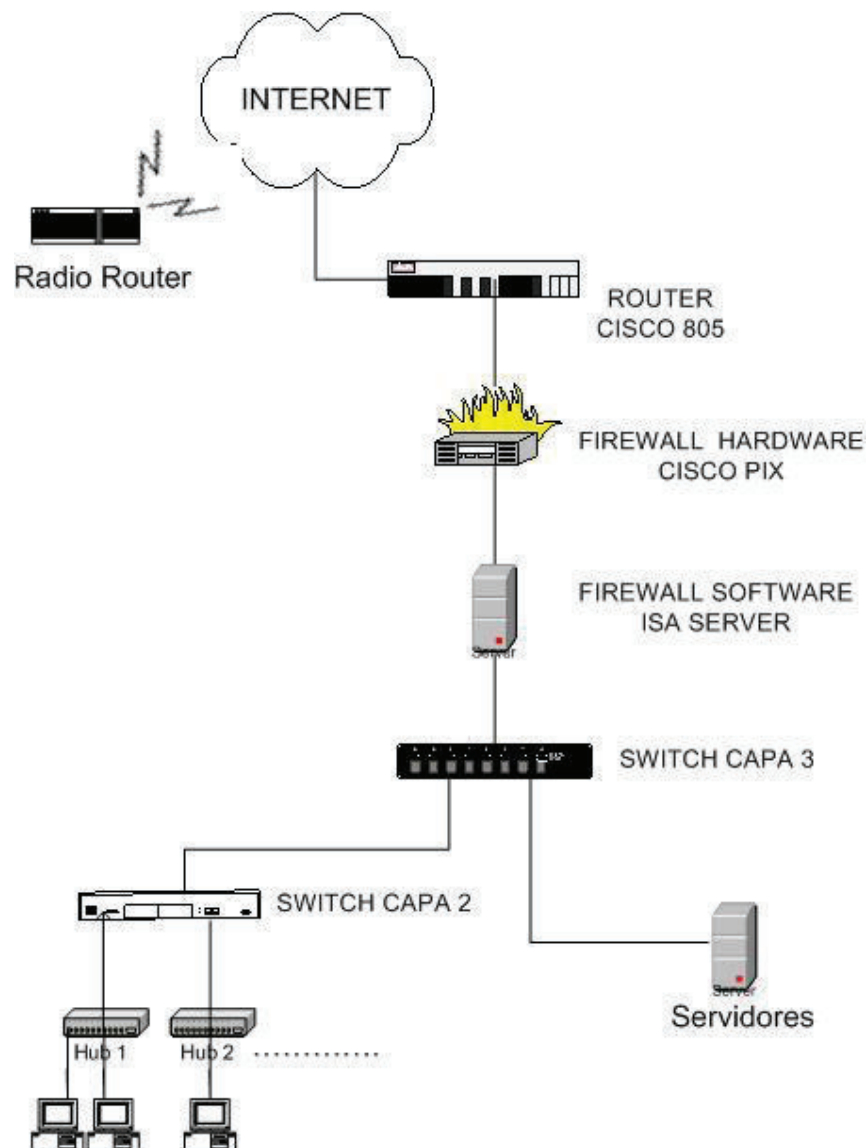 INTERNET
Radio Router
ROUTER
CISCO 805
FIREWALL HARDWARE
CISCO PIX
FIREWALL SOFTWARE
ISA SERVER
Server
SWITCH CAPA 3
SWITCH CAPA 2
Server
Servidores
Hub 1
Hub 2 ..............